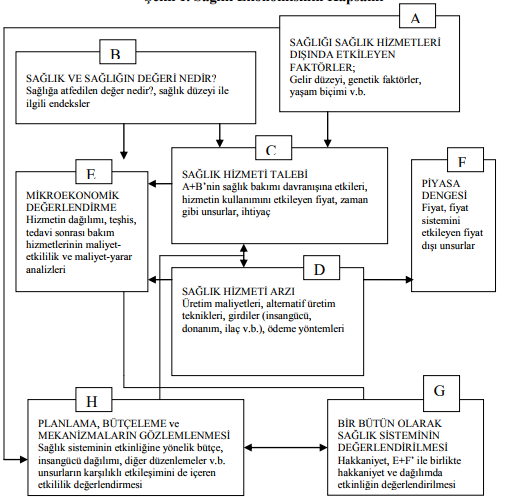 Şekil 1. Sağlık Ekonomisinin Kapsamı
A
SAĞLIĞI SAĞLIK HİZMETLERİ
DIŞINDA ETKİLEYEN
FAKTÖRLER;
Gelir düzeyi, genetik faktörler,
yaşam biçimi v.b.
B
SAĞLIK VE SAĞLIĞIN DEĞERİ NEDİR?
Sağlığa atfedilen değer nedir?, sağlık düzeyi ile
ilgili endeksler
C
SAĞLIK HİZMETİ TALEBİ
A+B’nin sağlık bakımı davranışına etkileri,
hizmetin kullanımını etkileyen fiyat, zaman
gibi unsurlar, ihtiyaç
E
MİKROEKONOMİK
DEĞERLENDİRME
Hizmetin dağılımı, teşhis,
tedavi sonrası bakım
hizmetlerinin maliyet-
etkililik ve maliyet-yarar
analizleri
F
PİYASA
DENGESİ
Fiyat, fiyat
sistemini
etkileyen fiyat
dışı unsurlar
D
SAĞLIK HİZMETİ ARZI
Üretim maliyetleri, alternatif üretim
teknikleri, girdiler (insangücü,
donanım, ilaç v.b.), ödeme yöntemleri
H
PLANLAMA, BÜTÇELEME ve
MEKANİZMALARIN GÖZLEMLENMESİ
Sağlık sisteminin etkinliğine yönelik bütçe,
insangücü dağılımı, diğer düzenlemeler v.b.
unsurların karşılıklı etkileşimi de içeren
etkililik değerlendirmesi
G
BİR BÜTÜN OLARAK
SAĞLIK SİSTEMİNİN
DEĞERLENDİRİLMESİ
Hakkaniyet, E+F’ ile birlikte
hakkaniyet ve dağılımda
etkinliğin değerlendirilmesi